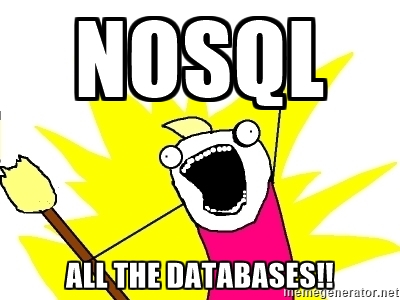 NOSQL
ALL THE DATABASES!!
memegenerator.net